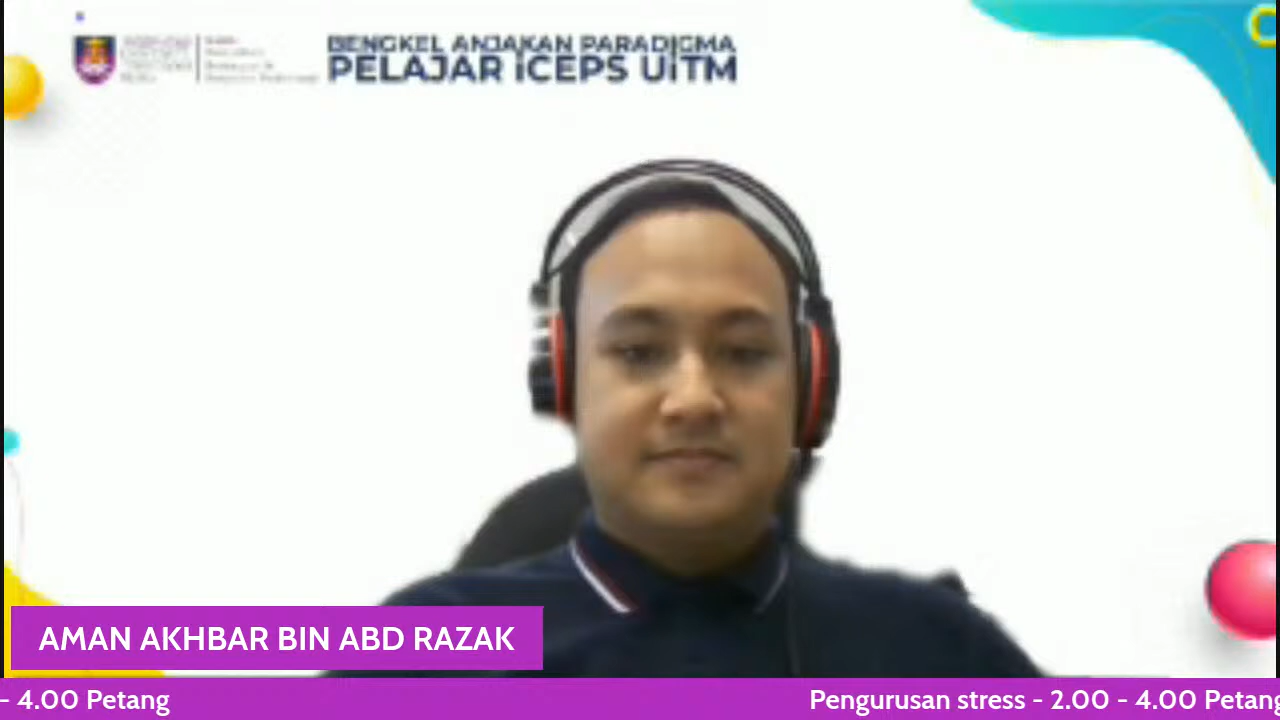 BENGKEL ANJAKAN PARADIGMA
PELAJAR iCEPS UiTM
AMAN AKHBAR BIN ABD RAZAK
– 4.00 Petang
Pengurusan stress - 2.00 - 4.00 Petang